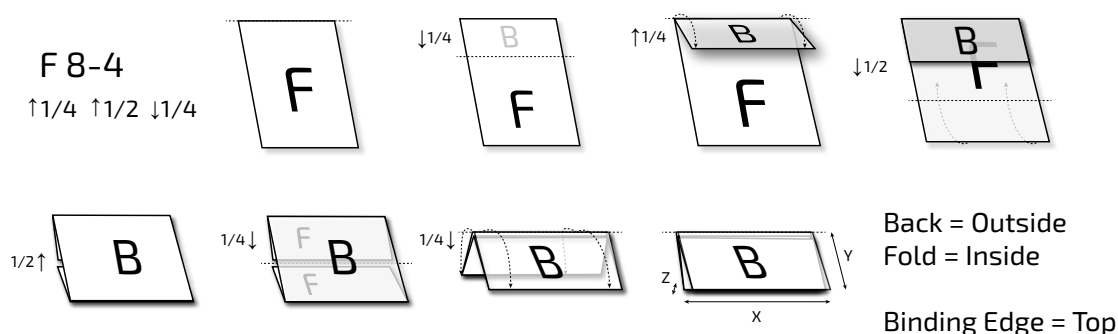 F 8-4
↑1/4 ↑1/2 ↓1/4
F
↓1/4
B
F
↑1/4
B
F
↓1/2
B
F
1/2↑
B
1/4↓
F
B
F
1/4↓
B
B
Z
X
Y
Back = Outside
Fold = Inside
Binding Edge = Top